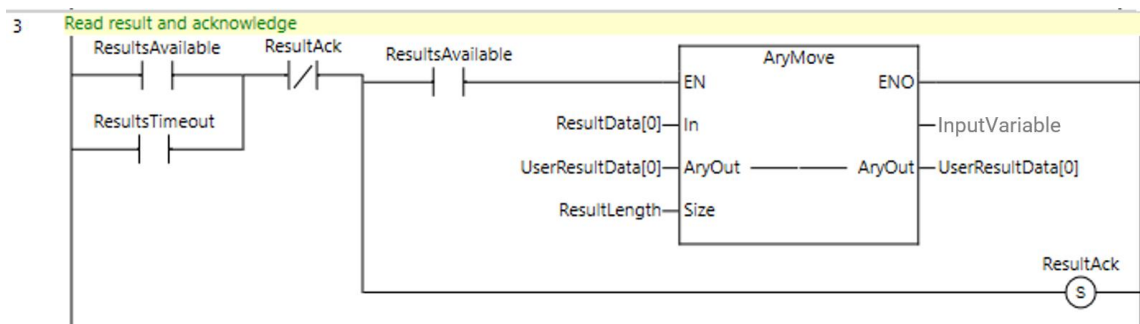 3 Read result and acknowledge
ResultsAvailable ResultAck ResultsAvailable AryMove
EN ENO
ResultsTimeout ResultData[0] In InputVariable
UserResultData[0] AryOut AryOut UserResultData[0]
ResultLength Size
ResultAck
S